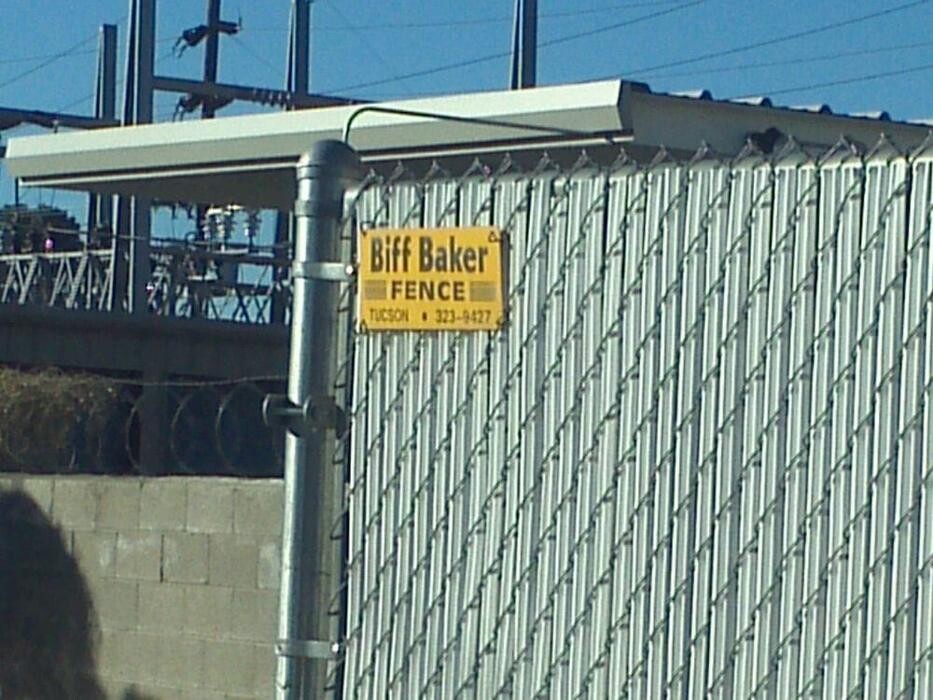 Biff Baker
FENCE
TUCSON • 323-9427